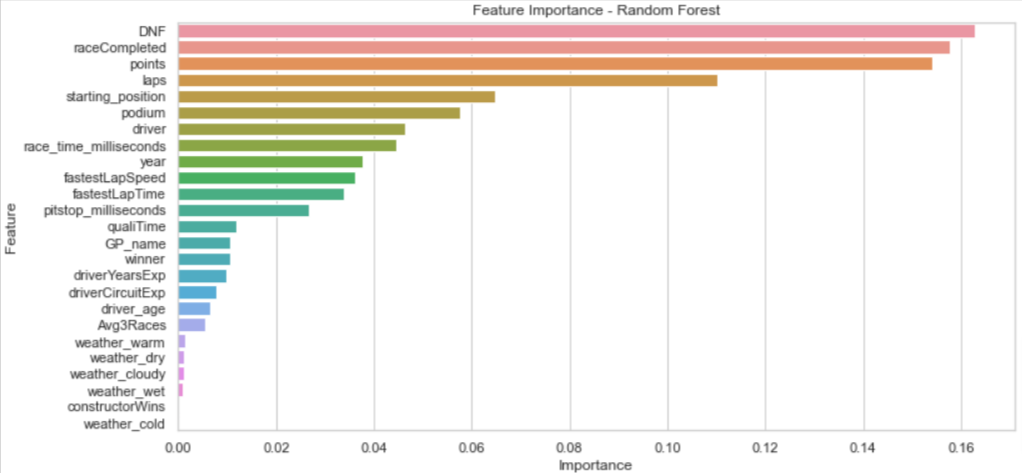 Feature Importance - Random Forest
DNF
raceCompleted
points
laps
starting_position
podium
driver
race_time_milliseconds
year
fastestLapSpeed
fastestLapTime
pitstop_milliseconds
qualiTime
GP_name
winner
driverYearsExp
driverCircuitExp
driver_age
Avg3Races
weather_warm
weather_dry
weather_cloudy
weather_wet
constructorWins
weather_cold
Feature
0.00 0.02 0.04 0.06 0.08 0.10 0.12 0.14 0.16
Importance